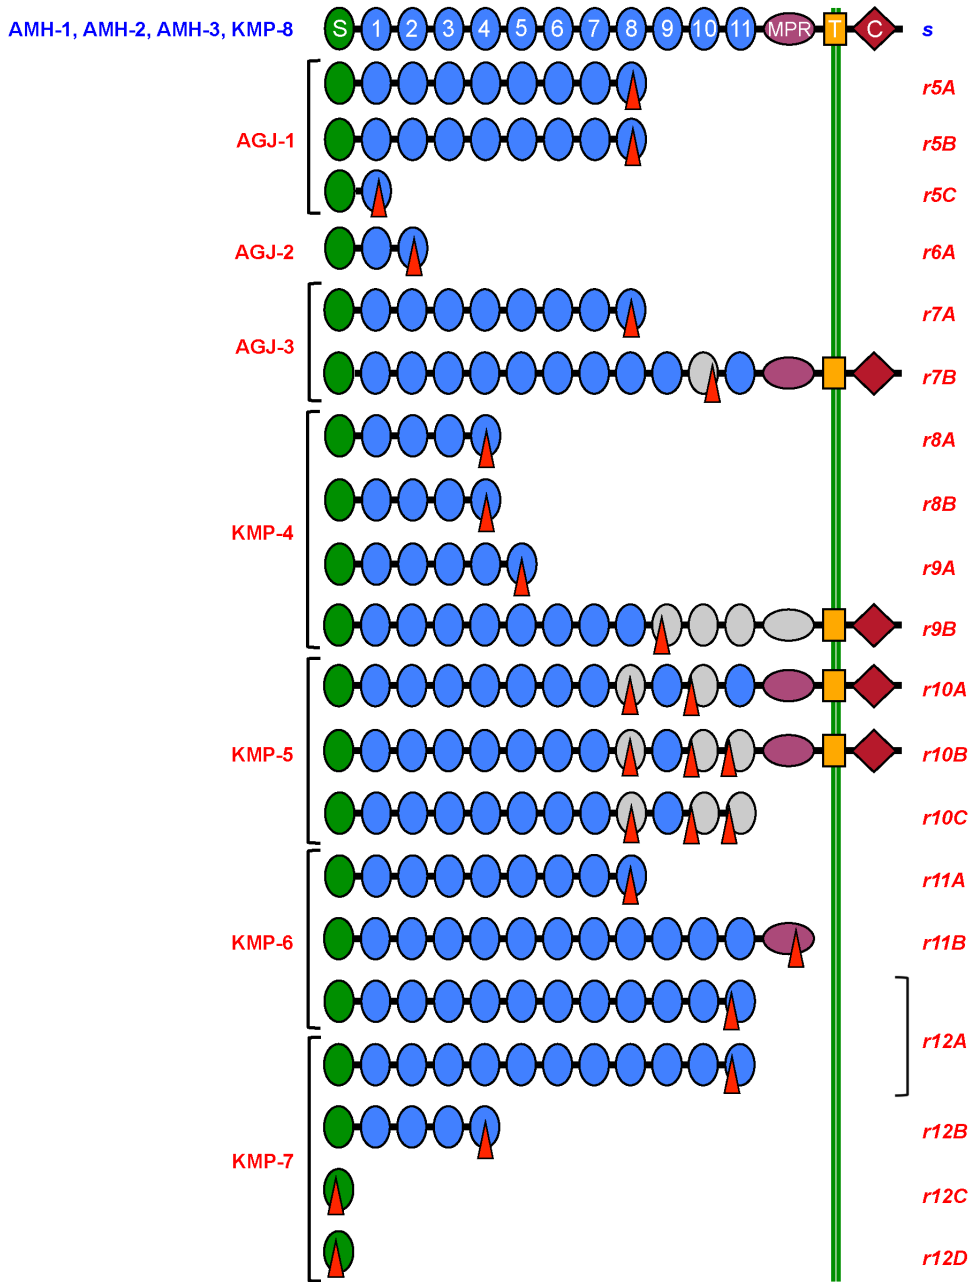 AMH-1, AMH-2, AMH-3, KMP-8 S 1 2 3 4 5 6 7 8 9 10 11 MPR T C s
r5A
AGJ-1 r5B
r5C
AGJ-2 r6A
r7A
AGJ-3
r7B
r8A
r8B
KMP-4
r9A
r9B
r10A
KMP-5 r10B
r10C
r11A
KMP-6 r11B
r12A
r12B
KMP-7
r12C
r12D